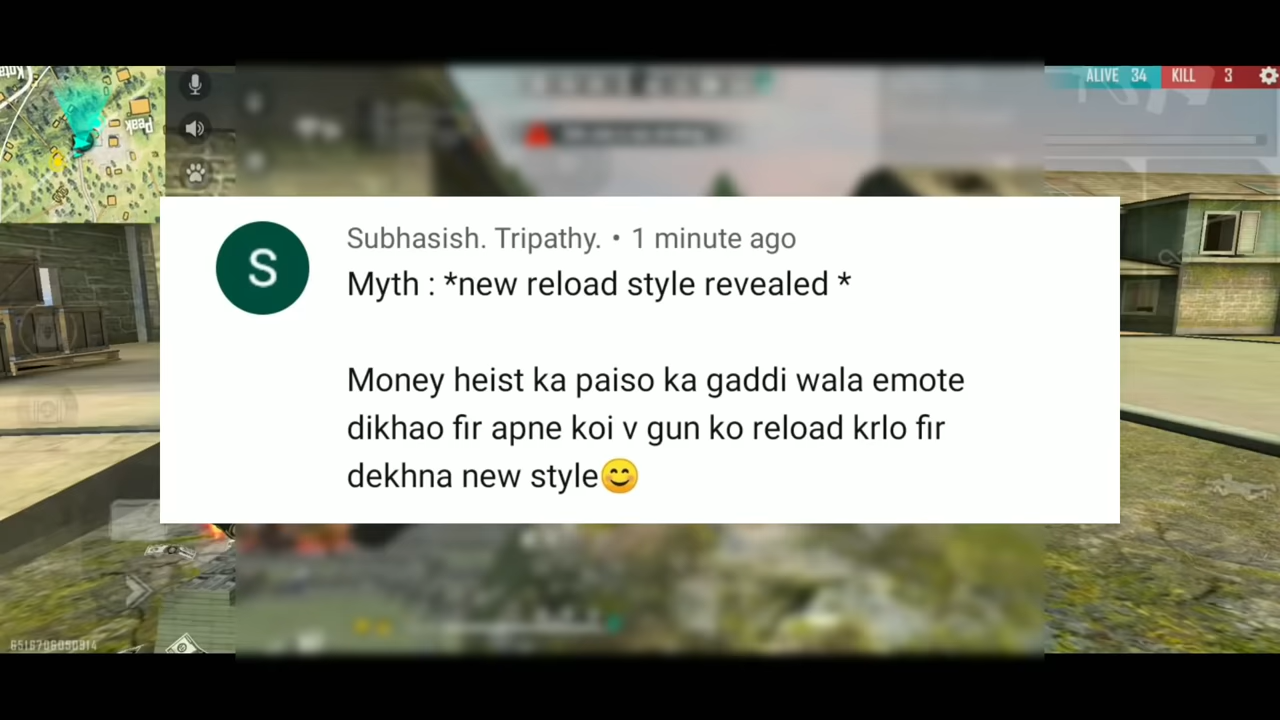 ALIVE 34 KILL 3
Peak
Subhasish. Tripathy. • 1 minute ago
Myth : *new reload style revealed *
Money heist ka paiso ka gaddi wala emote
dikhao fir apne koi v gun ko reload krlo fir
dekhna new style😊